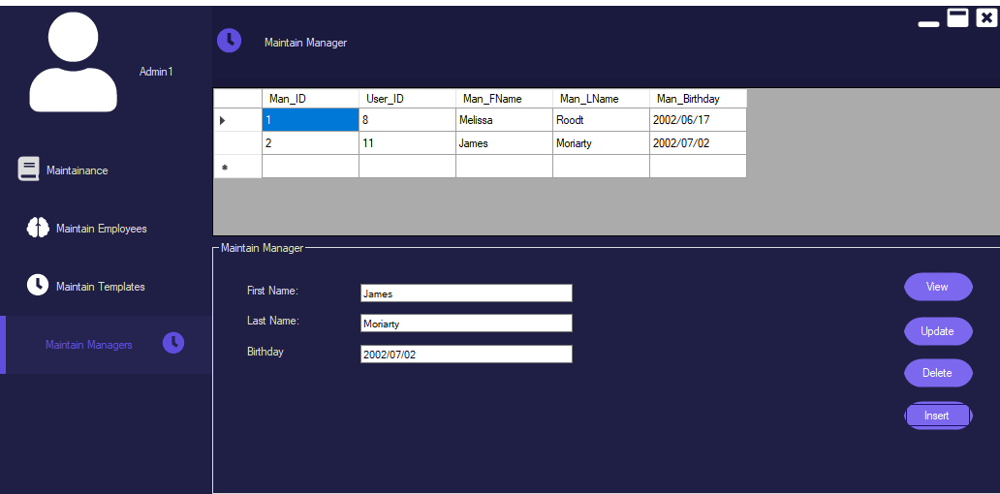 Admin1
Maintainance
Maintain Employees
Maintain Templates
Maintain Managers
Maintain Manager
Man_ID User_ID Man_FName Man_LName Man_Birthday
1 8 Melissa Roodt 2002/06/17
2 11 James Moriarty 2002/07/02
*
Maintain Manager
First Name: James
Last Name: Moriarty
Birthday 2002/07/02
View
Update
Delete
Insert